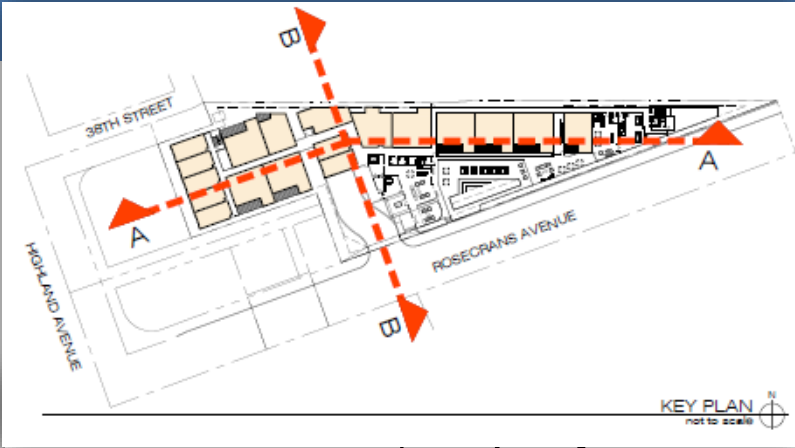 B
38TH STREET
A
A
HIGHLAND AVENUE
ROSECRANS AVENUE
B
N
KEY PLAN
not to scale